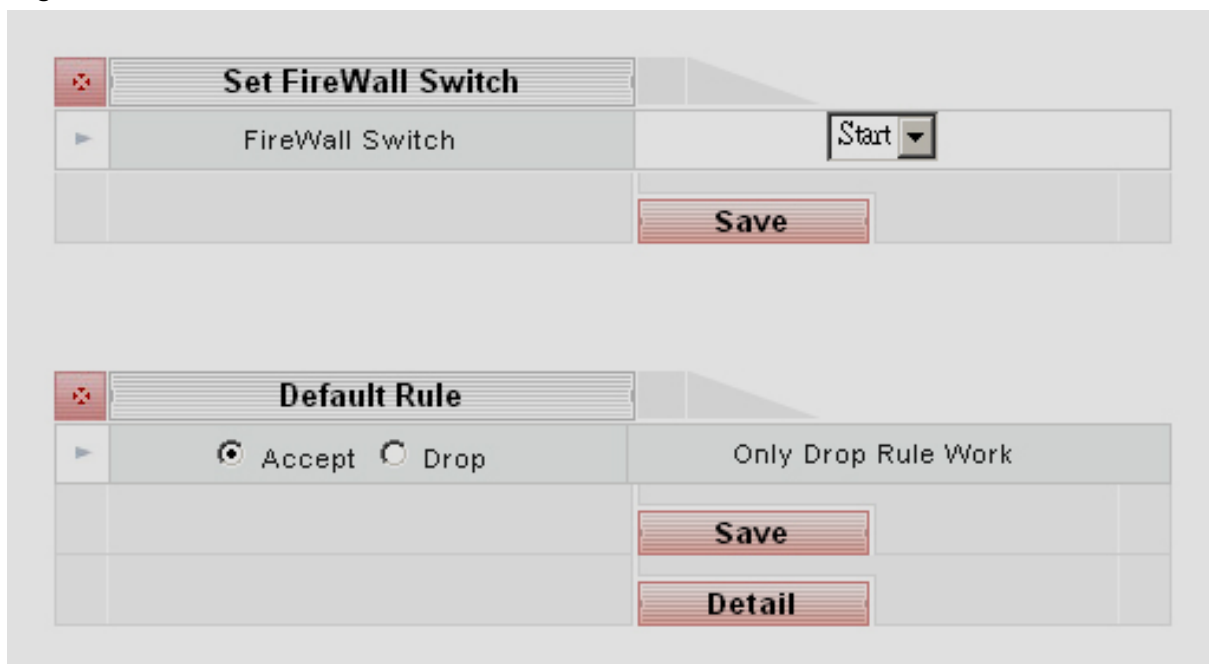 Set FireWall Switch
FireWall Switch Start
Save
Default Rule
Accept Drop Only Drop Rule Work
Save
Detail